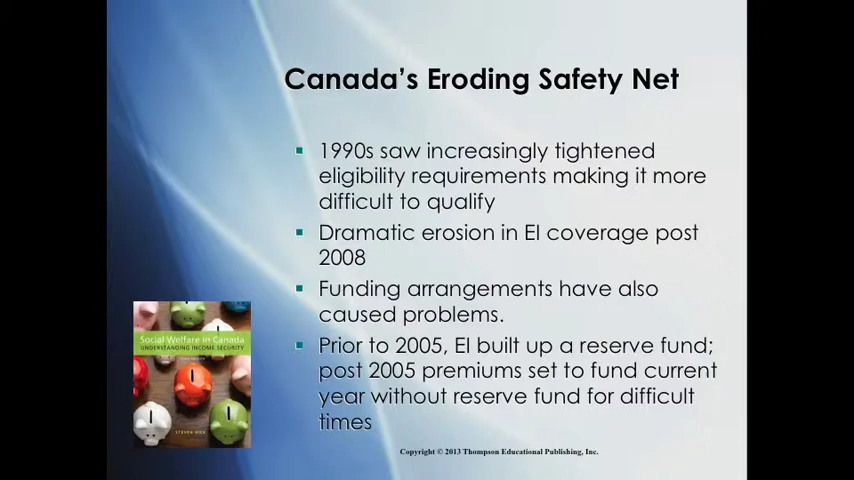 Canada's Eroding Safety Net
1990s saw increasingly tightened
eligibility requirements making it more
difficult to qualify
Dramatic erosion in EI coverage post
2008
Funding arrangements have also
caused problems.
Prior to 2005, EI built up a reserve fund;
post 2005 premiums set to fund current
year without reserve fund for difficult
times
Social Welfare in Canada
UNDERSTANDING INCOME SECURITY
STEVEN HICK
Copyright © 2013 Thompson Educational Publishing, Inc.